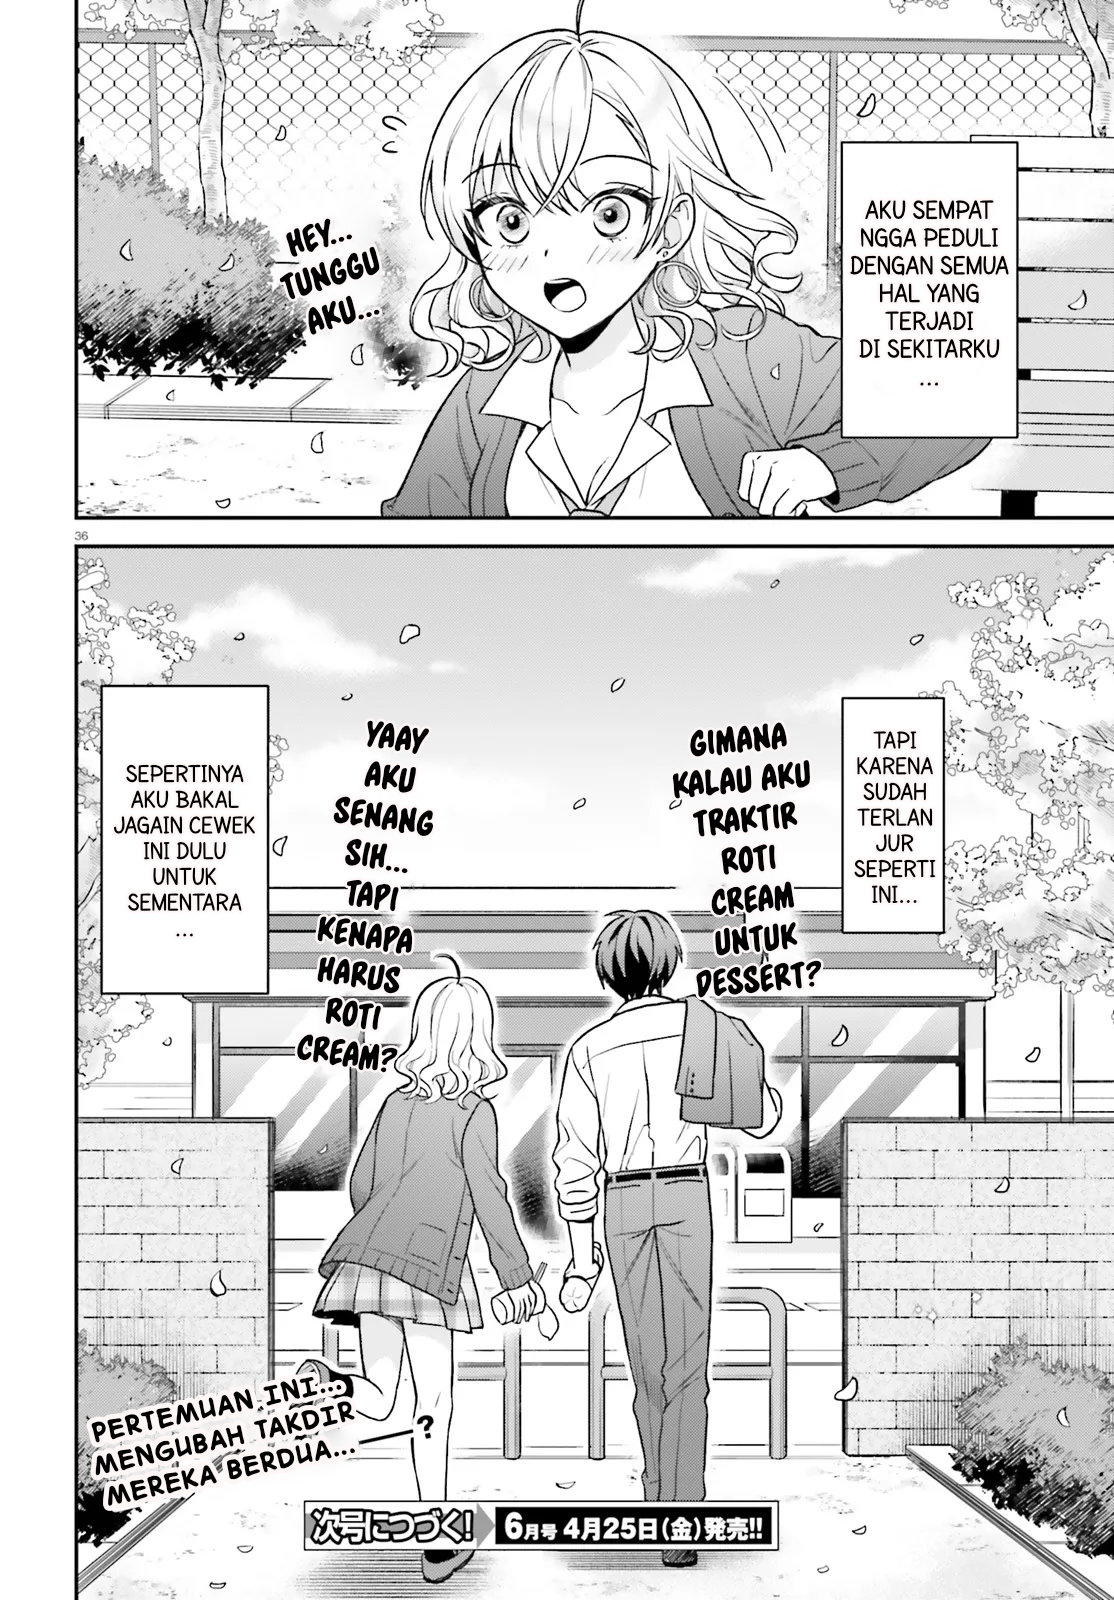 AKU SEMPAT
NGGA PEDULI
DENGAN SEMUA
HAL YANG
TERJADI
DI SEKITARKU
...
HEY...
TUNGGU
AKU...
36
TAPI
KARENA
SUDAH
TERLAN
JUR
SEPERTI
INI...
GIMANA
KALAU AKU
TRAKTIR
ROTI
CREAM
UNTUK
DESSERT?
YAAY
AKU
SENANG
SIH...
TAPI
KENAPA
HARUS
ROTI
CREAM?
SEPERTINYA
AKU BAKAL
JAGAIN CEWEK
INI DULU
UNTUK
SEMENTARA
...
PERTEMUAN INI...
MENGUBAH TAKDIR
MEREKA BERDUA...
?
次号につづく! 6月号 4月25日(金)発売!!